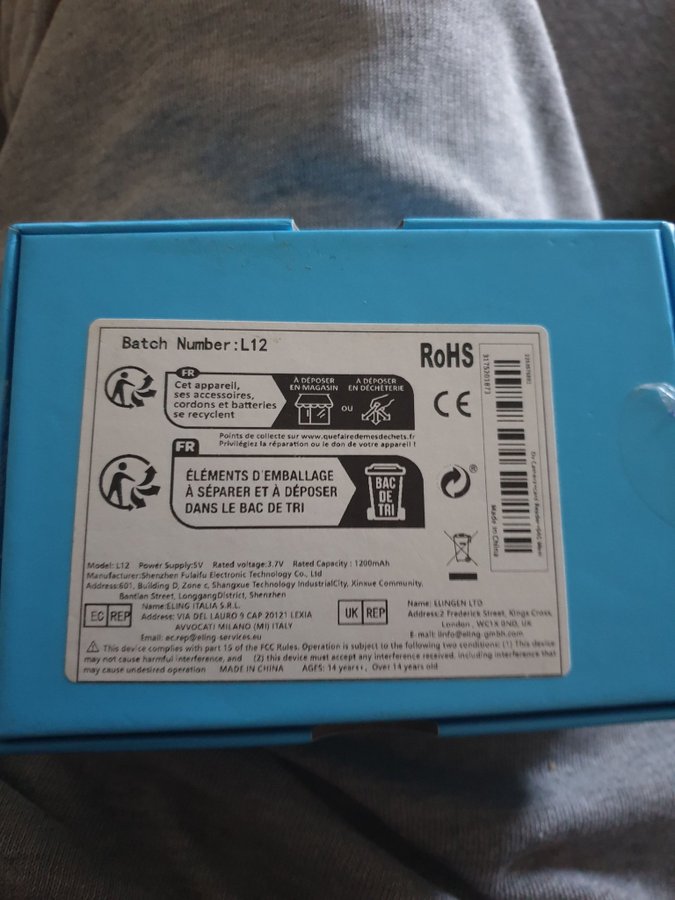 Batch Number:L12
RoHS
CE
FR
Cet appareil,
ses accessoires,
cordons et batteries
se recyclent
À DÉPOSER
EN MAGASIN
OU
À DÉPOSER
EN DÉCHÈTERIE
Points de collecte sur www.quefairedemesdechets.fr
Privilégiez la réparation ou le don de votre appareil !
FR
ÉLÉMENTS D'EMBALLAGE
À SÉPARER ET À DÉPOSER
DANS LE BAC DE TRI
BAC
DE
TRI
®
3175201873
Made in China
Model: L12 Power Supply:5V Rated voltage:3.7V Rated Capacity : 1200mAh
Manufacturer:Shenzhen Fulaifu Electronic Technology Co., Ltd
Address:601, Building D, Zone c, Shangxue Technology IndustrialCity, Xinxue Community,
Bantian Street, LonggangDistrict, Shenzhen
EC REP
Name:ELING ITALIA S.R.L.
Address: VIA DEL LAURO 9 CAP 20121 LEXIA
AVVOCATI MILANO (MI) ITALY
Email: ec.rep@eling-services.eu
UK REP
Name: ELINGEN LTD
Address:2 Frederick Street, Kings Cross,
London , WC1X 0ND, UK
E-mail: linfo@eling-gmbh.com
This device complies with part 15 of the FCC Rules. Operation is subject to the following two conditions: (1) This device
may not cause harmful interference, and (2) this device must accept any interference received, including interference that
may cause undesired operation MADE IN CHINA AGES: 14 years+, Over 14 years old